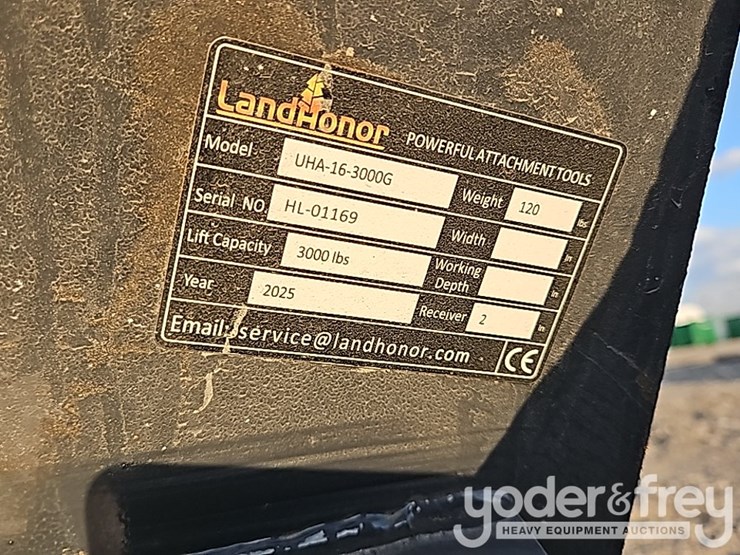 LandHonor POWERFUL ATTACHMENT TOOLS
Model UHA-16-3000G Weight 120 lbs
Serial NO. HL-01169 Width in
Lift Capacity 3000 lbs Working Depth in
Year 2025 Receiver 2 in
Email: service@landhonor.com CE
yoder&frey
HEAVY EQUIPMENT AUCTIONS